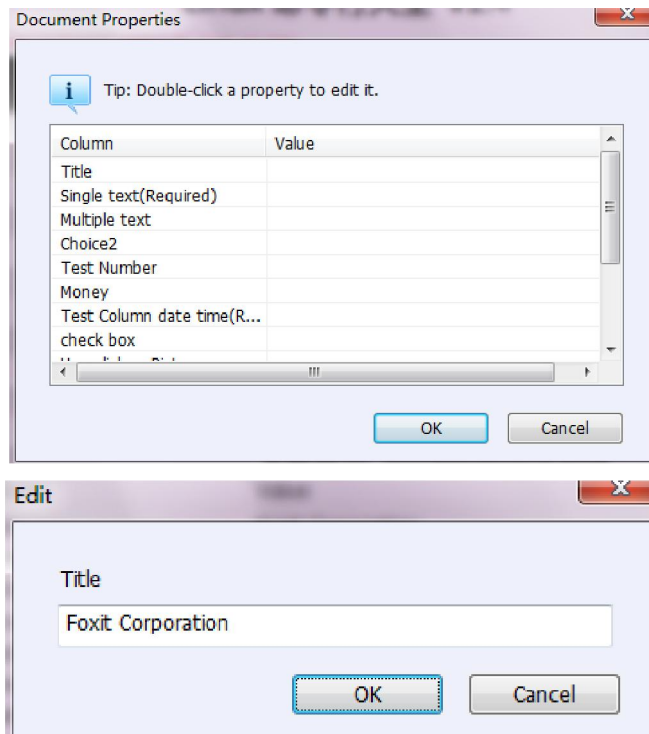 Document Properties
Tip: Double-click a property to edit it.
Column Value
Title
Single text(Required)
Multiple text
Choice2
Test Number
Money
Test Column date time(R...
check box
OK Cancel
Edit
Title
Foxit Corporation
OK Cancel